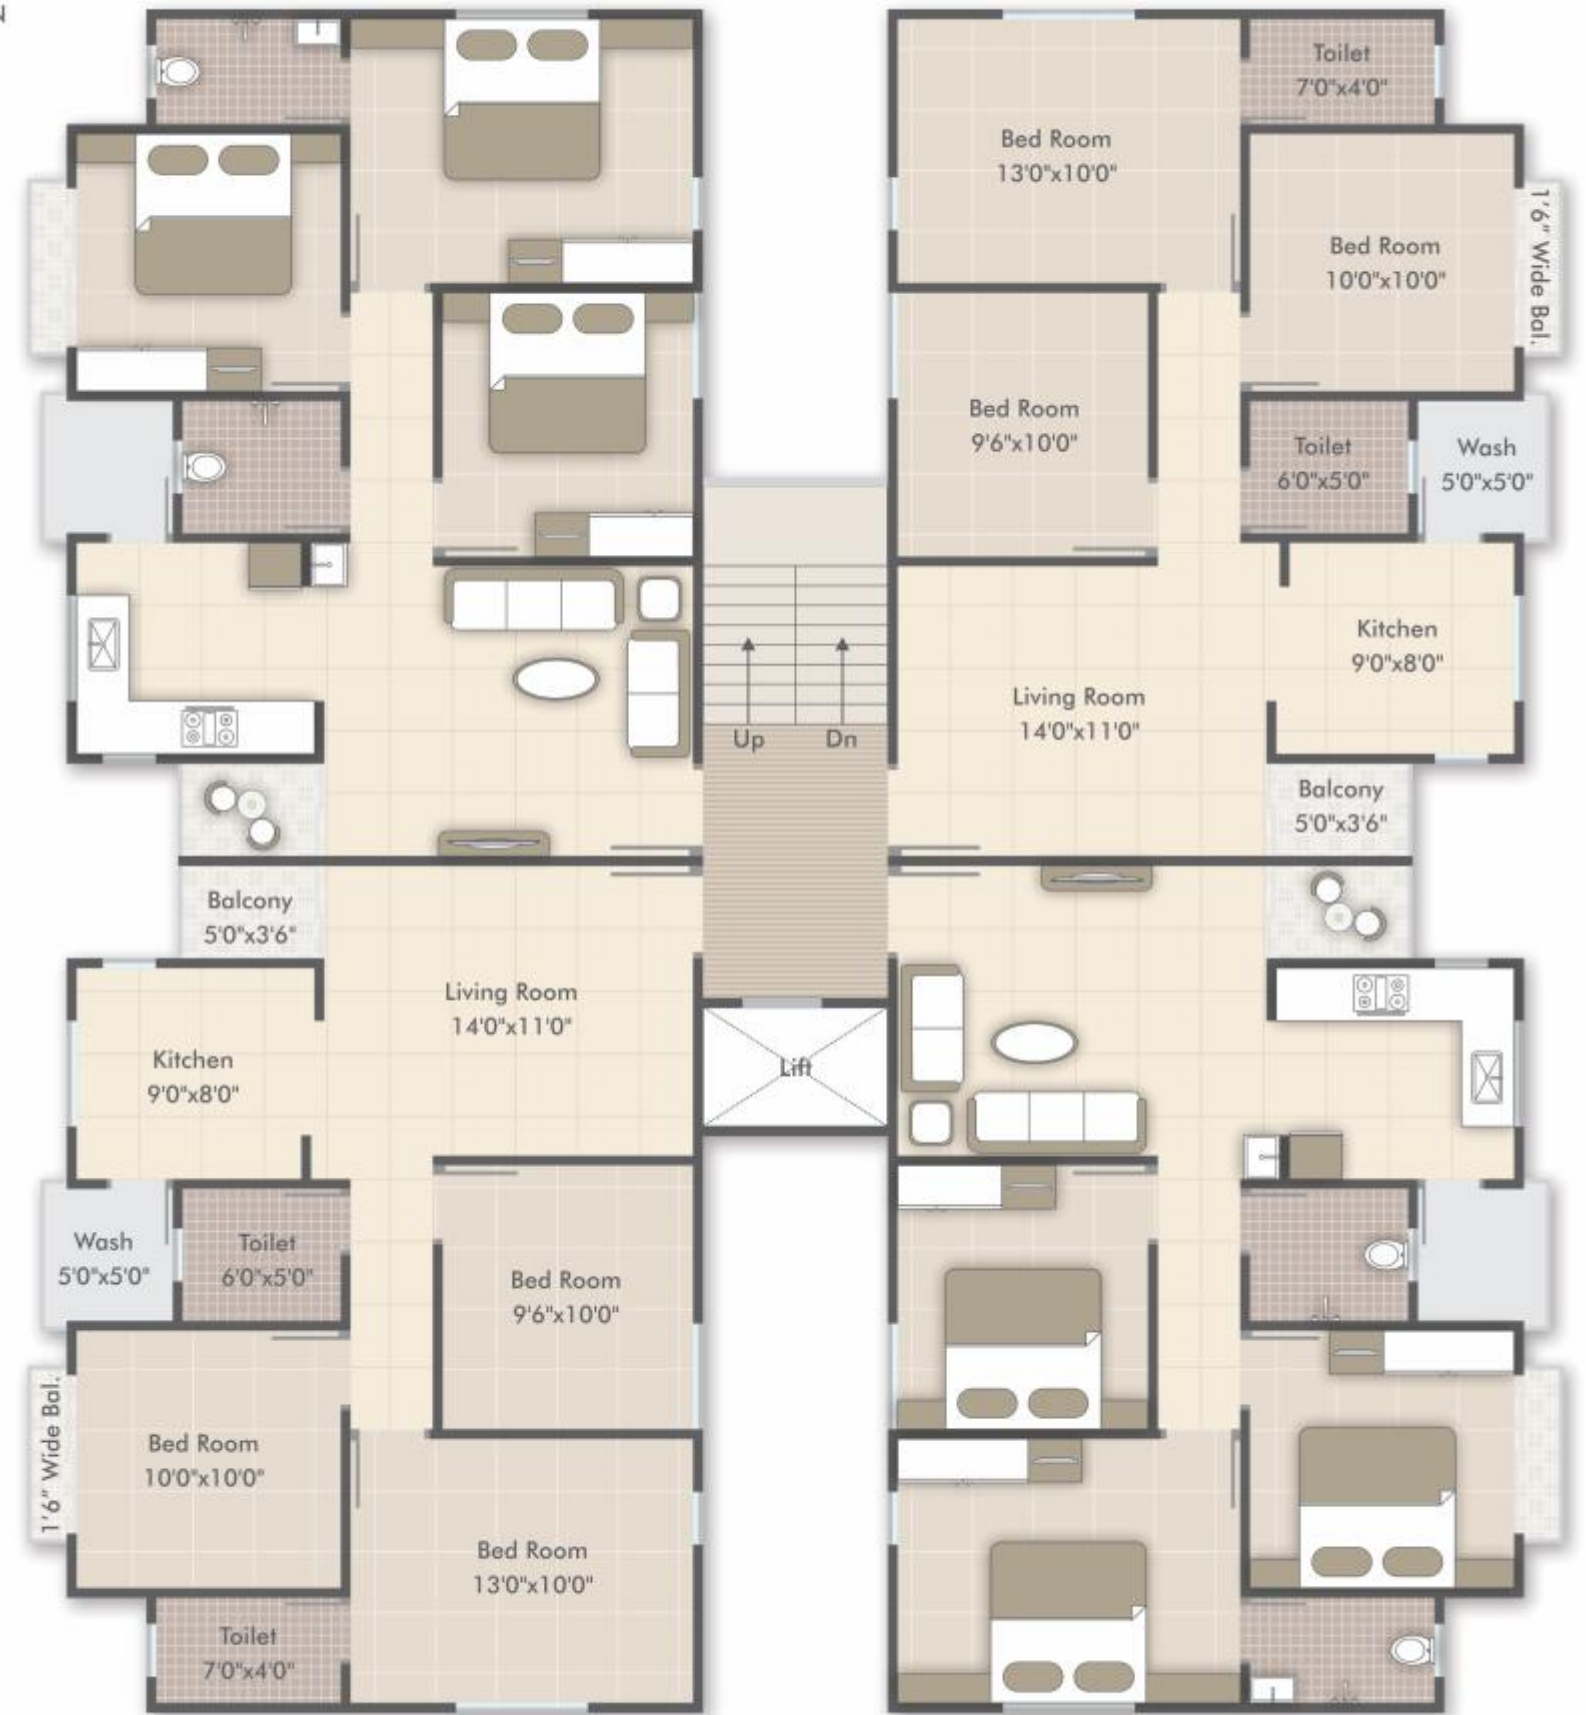 N
Toilet
7'0"x4'0"
Bed Room
13'0"x10'0"
Bed Room
10'0"x10'0"
1'6" Wide Bal.
Bed Room
9'6"x10'0"
Toilet
6'0"x5'0"
Wash
5'0"x5'0"
Kitchen
9'0"x8'0"
Living Room
14'0"x11'0"
Up
Dn
Balcony
5'0"x3'6"
Balcony
5'0"x3'6"
Living Room
14'0"x11'0"
Kitchen
9'0"x8'0"
Lift
Wash
5'0"x5'0"
Toilet
6'0"x5'0"
Bed Room
9'6"x10'0"
1'6" Wide Bal.
Bed Room
10'0"x10'0"
Bed Room
13'0"x10'0"
Toilet
7'0"x4'0"